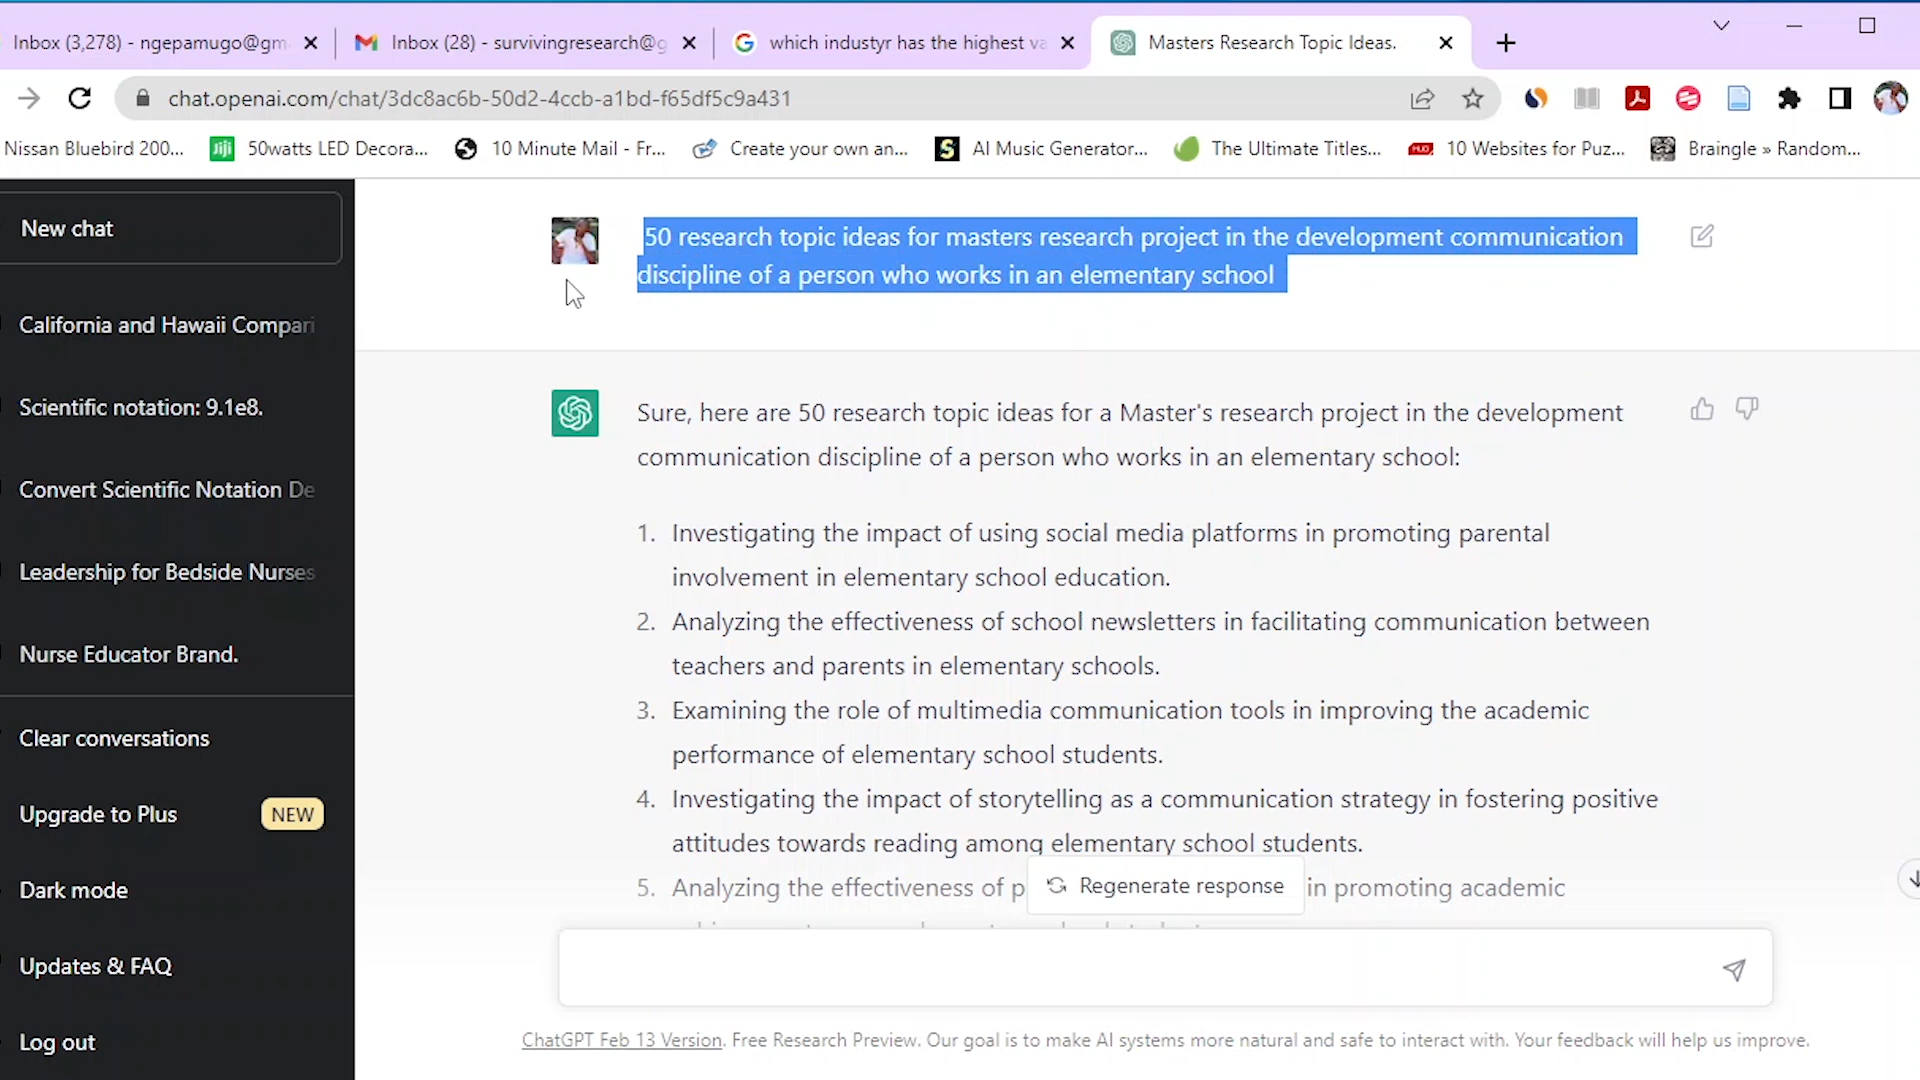 Inbox (3,278) - ngepamugo@gm
Inbox (28) - survivingresearch@g
which industyr has the highest va
Masters Research Topic Ideas.
chat.openai.com/chat/3dc8ac6b-50d2-4ccb-a1bd-f65df5c9a431
Nissan Bluebird 200...
Jiji
50watts LED Decora...
10 Minute Mail - Fr...
Create your own an...
S
AI Music Generator...
The Ultimate Titles...
10 Websites for Puz...
Braingle » Random...
New chat
California and Hawaii Compari
Scientific notation: 9.1e8.
Convert Scientific Notation De
Leadership for Bedside Nurses
Nurse Educator Brand.
Clear conversations
Upgrade to Plus
NEW
Dark mode
Updates & FAQ
Log out
50 research topic ideas for masters research project in the development communication
discipline of a person who works in an elementary school
Sure, here are 50 research topic ideas for a Master's research project in the development
communication discipline of a person who works in an elementary school:
1. Investigating the impact of using social media platforms in promoting parental
involvement in elementary school education.
2. Analyzing the effectiveness of school newsletters in facilitating communication between
teachers and parents in elementary schools.
3. Examining the role of multimedia communication tools in improving the academic
performance of elementary school students.
4. Investigating the impact of storytelling as a communication strategy in fostering positive
attitudes towards reading among elementary school students.
5. Analyzing the effectiveness of p
in promoting academic
Regenerate response
ChatGPT Feb 13 Version. Free Research Preview. Our goal is to make AI systems more natural and safe to interact with. Your feedback will help us improve.